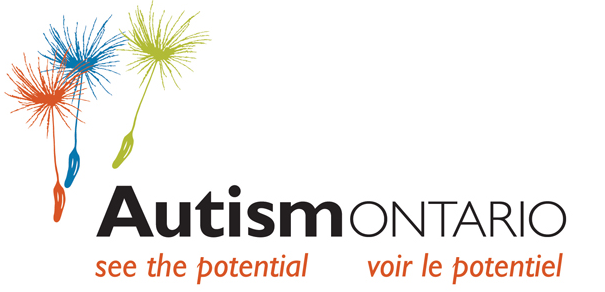 AutismONTARIO
see the potential voir le potentiel